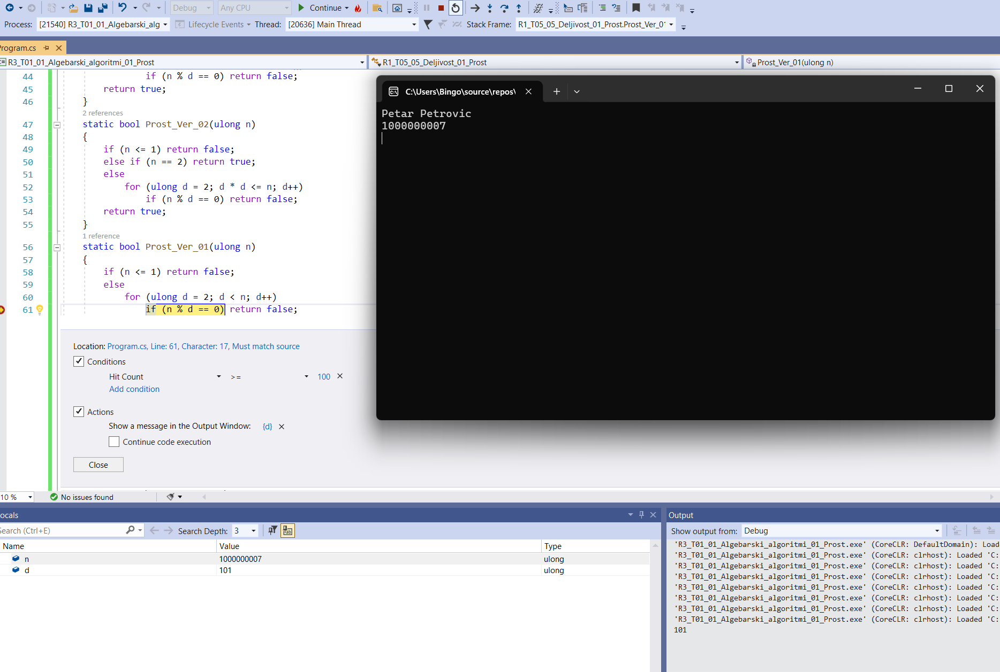 Debug Any CPU Continue
Process: [21540] R3_T01_01_Algebarski_alg Lifecycle Events Thread: [20636] Main Thread Stack Frame: R1_T05_05_Deljivost_01_Prost.Prost_Ver_01
rogram.cs
R3_T01_01_Algebarski_algoritmi_01_Prost R1_T05_05_Deljivost_01_Prost Prost_Ver_01(ulong n)
44 if (n % d == 0) return false;
45 return true;
46 }
2 references
47 static bool Prost_Ver_02(ulong n)
48 {
49 if (n <= 1) return false;
50 else if (n == 2) return true;
51 else
52 for (ulong d = 2; d * d <= n; d++)
53 if (n % d == 0) return false;
54 return true;
55 }
1 reference
56 static bool Prost_Ver_01(ulong n)
57 {
58 if (n <= 1) return false;
59 else
60 for (ulong d = 2; d < n; d++)
61 if (n % d == 0) return false;
Location: Program.cs, Line: 61, Character: 17, Must match source
Conditions
Hit Count >= 100
Add condition
Actions
Show a message in the Output Window: {d}
Continue code execution
Close
10 % No issues found
C:\Users\Bingo\source\repos\
Petar Petrovic
1000000007
ocals
Search (Ctrl+E) Search Depth: 3
Name Value Type
n 1000000007 ulong
d 101 ulong
Output
Show output from: Debug
'R3_T01_01_Algebarski_algoritmi_01_Prost.exe' (CoreCLR: DefaultDomain): Load
'R3_T01_01_Algebarski_algoritmi_01_Prost.exe' (CoreCLR: clrhost): Loaded 'C:
'R3_T01_01_Algebarski_algoritmi_01_Prost.exe' (CoreCLR: clrhost): Loaded 'C:
'R3_T01_01_Algebarski_algoritmi_01_Prost.exe' (CoreCLR: clrhost): Loaded 'C:
'R3_T01_01_Algebarski_algoritmi_01_Prost.exe' (CoreCLR: clrhost): Loaded 'C:
'R3_T01_01_Algebarski_algoritmi_01_Prost.exe' (CoreCLR: clrhost): Loaded 'C:
'R3_T01_01_Algebarski_algoritmi_01_Prost.exe' (CoreCLR: clrhost): Loaded 'C:
'R3_T01_01_Algebarski_algoritmi_01_Prost.exe' (CoreCLR: clrhost): Loaded 'C:
101